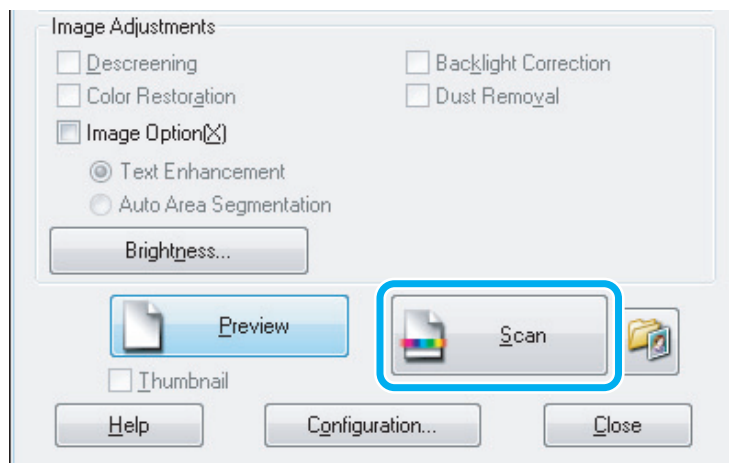 Image Adjustments
Descreening
Backlight Correction
Color Restoration
Dust Removal
Image Option(X)
Text Enhancement
Auto Area Segmentation
Brightness...
Preview
Scan
Thumbnail
Help
Configuration...
Close